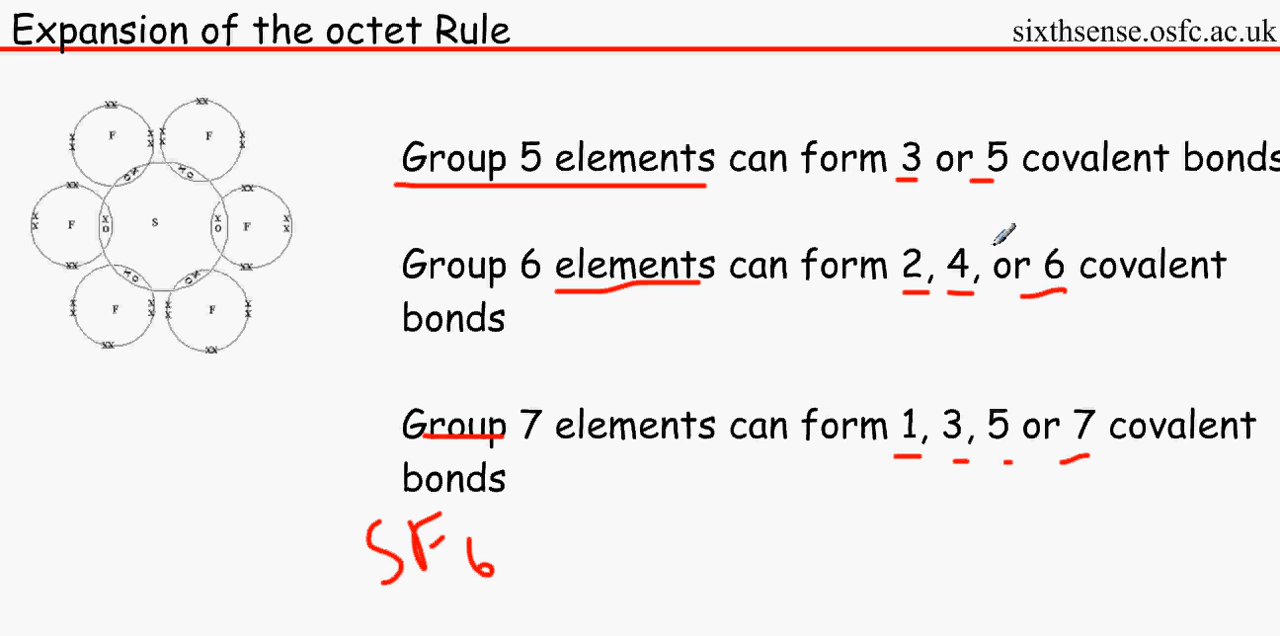 Expansion of the octet Rule
sixthsense.osfc.ac.uk
Group 5 elements can form 3 or 5 covalent bonds
Group 6 elements can form 2, 4, or 6 covalent
bonds
Group 7 elements can form 1, 3, 5 or 7 covalent
bonds
SF6
F F
F S F
F F